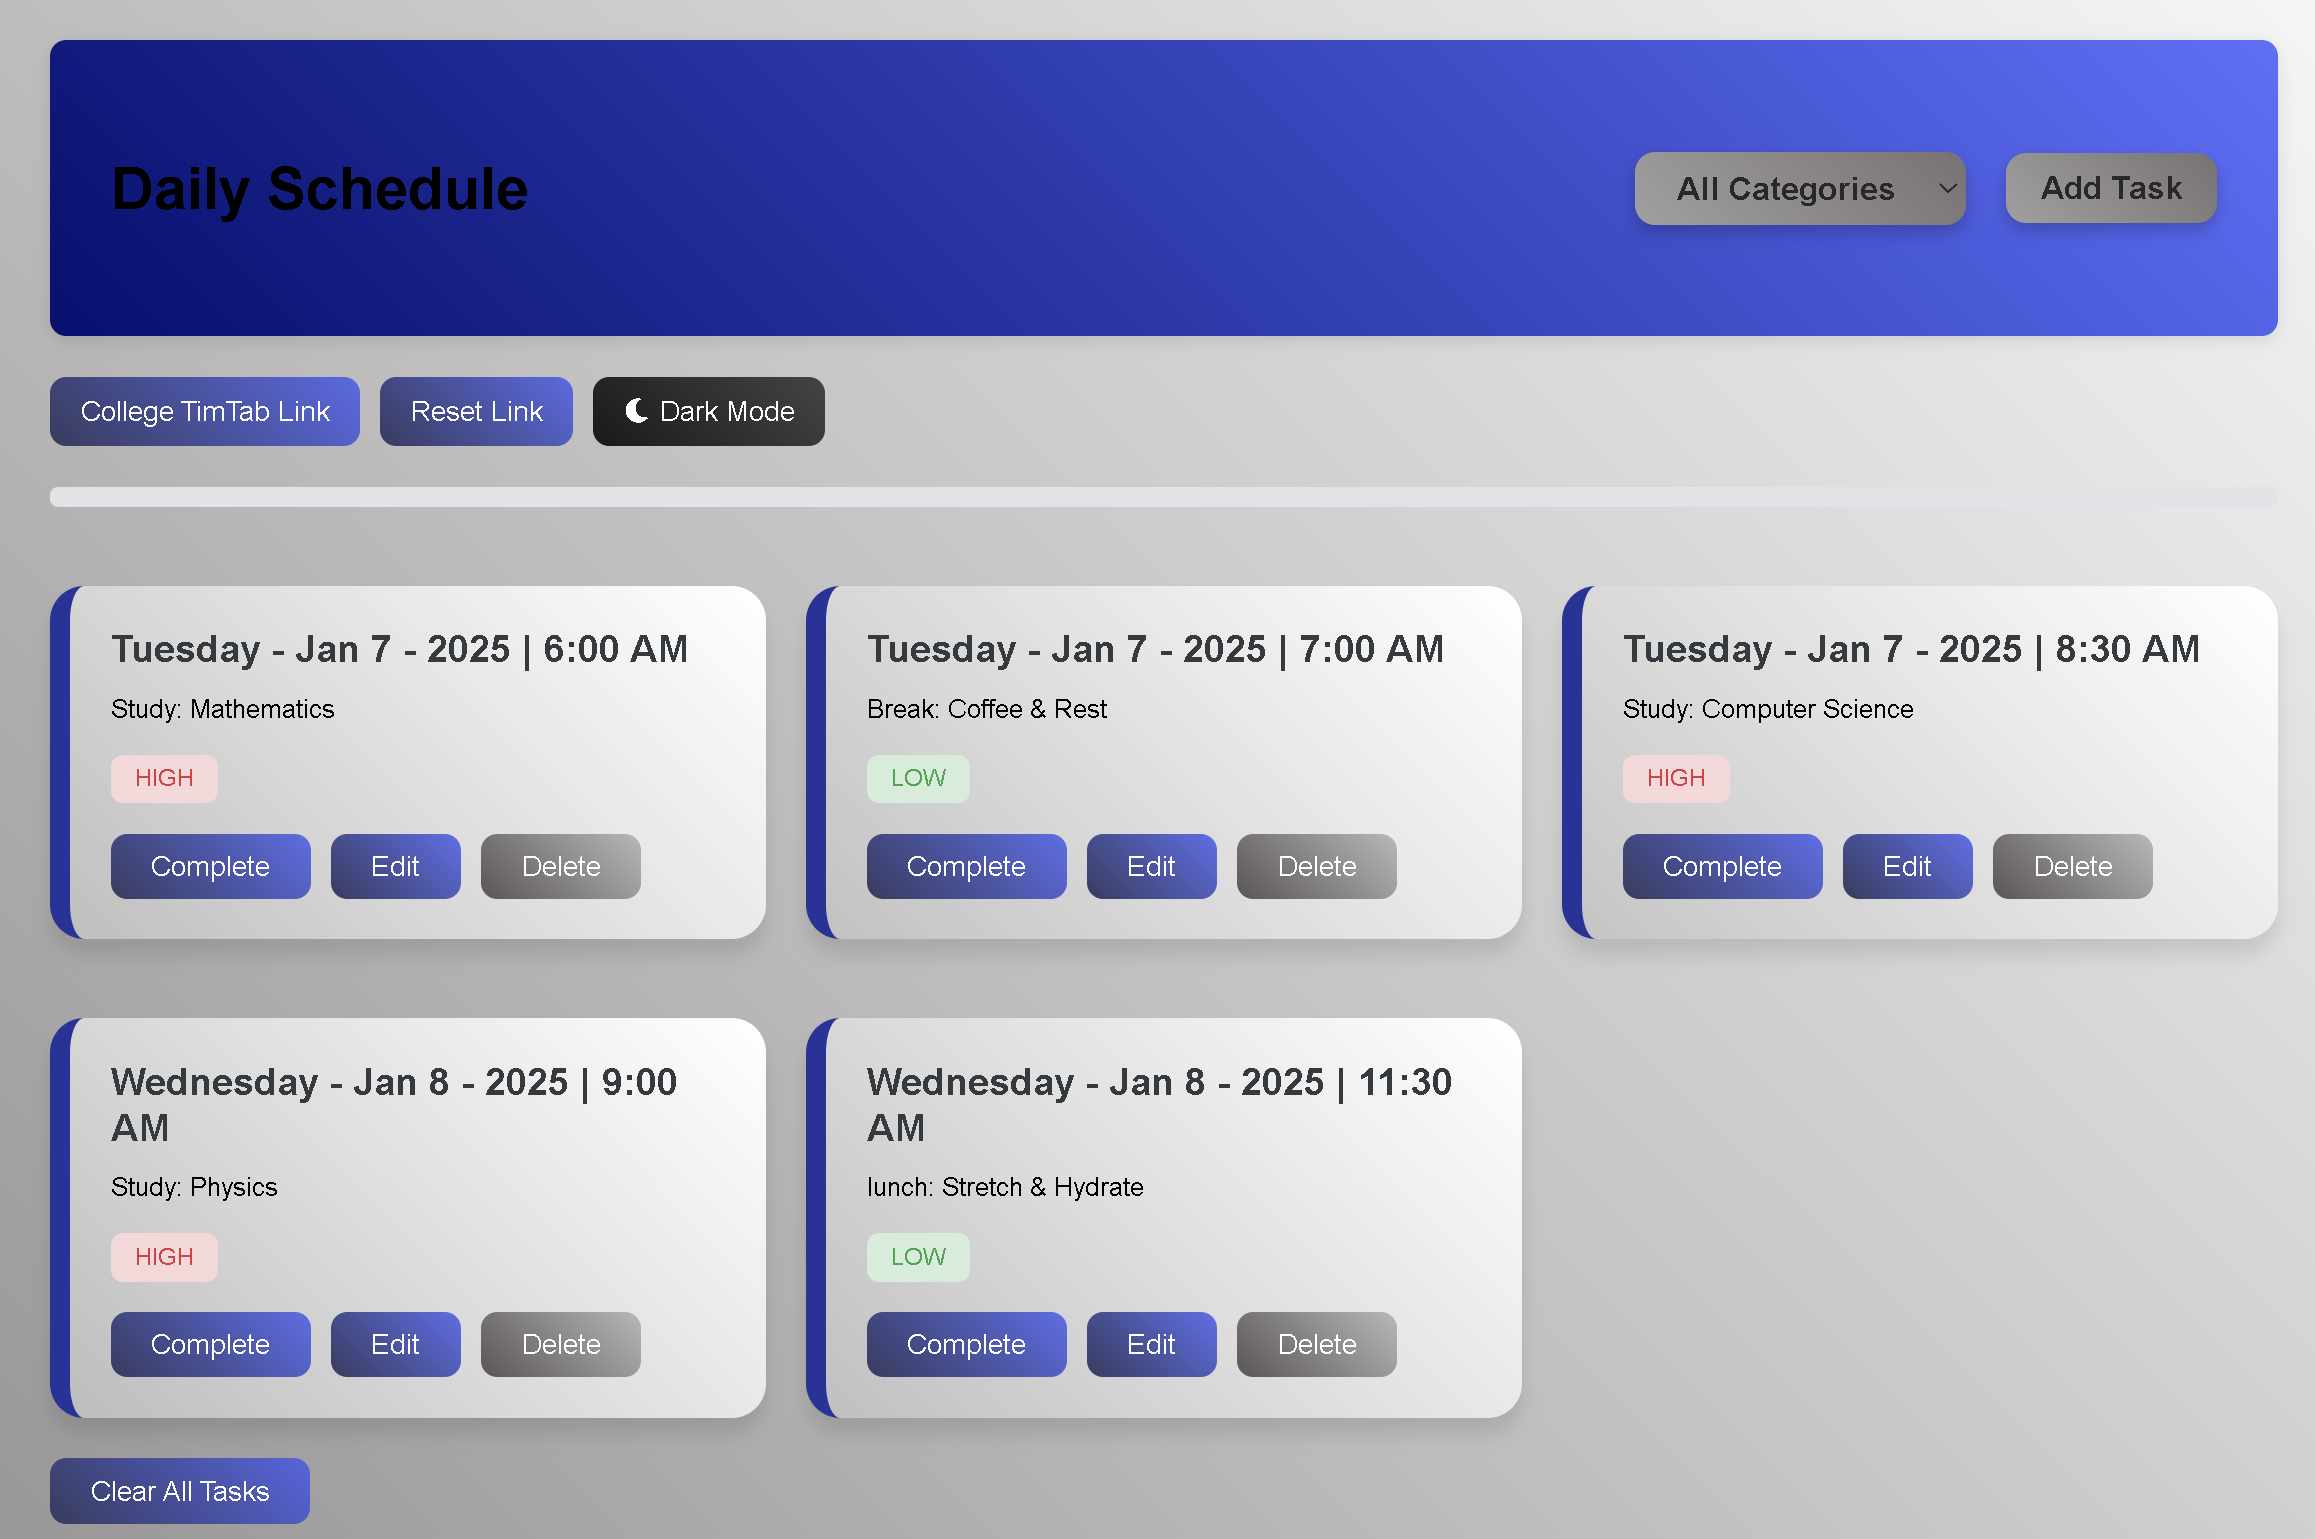 Daily Schedule
All Categories
Add Task
College TimTab Link
Reset Link
Dark Mode
Tuesday - Jan 7 - 2025 | 6:00 AM
Study: Mathematics
HIGH
Complete
Edit
Delete
Tuesday - Jan 7 - 2025 | 7:00 AM
Break: Coffee & Rest
LOW
Complete
Edit
Delete
Tuesday - Jan 7 - 2025 | 8:30 AM
Study: Computer Science
HIGH
Complete
Edit
Delete
Wednesday - Jan 8 - 2025 | 9:00
AM
Study: Physics
HIGH
Complete
Edit
Delete
Wednesday - Jan 8 - 2025 | 11:30
AM
lunch: Stretch & Hydrate
LOW
Complete
Edit
Delete
Clear All Tasks